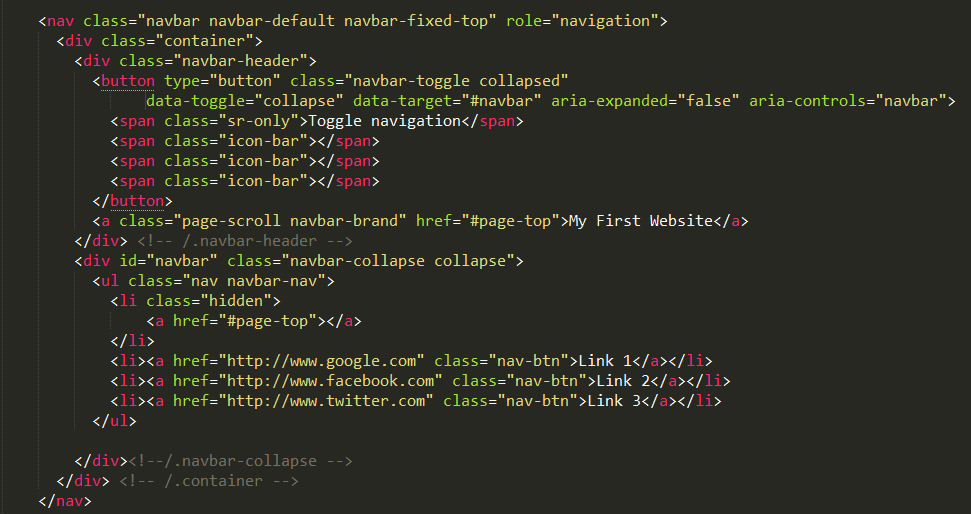 <nav class="navbar navbar-default navbar-fixed-top" role="navigation">
<div class="container">
<div class="navbar-header">
<button type="button" class="navbar-toggle collapsed"
data-toggle="collapse" data-target="#navbar" aria-expanded="false" aria-controls="navbar">
<span class="sr-only">Toggle navigation</span>
<span class="icon-bar"></span>
<span class="icon-bar"></span>
<span class="icon-bar"></span>
</button>
<a class="page-scroll navbar-brand" href="#page-top">My First Website</a>
</div> <!-- /.navbar-header -->
<div id="navbar" class="navbar-collapse collapse">
<ul class="nav navbar-nav">
<li class="hidden">
<a href="#page-top"></a>
</li>
<li><a href="http://www.google.com" class="nav-btn">Link 1</a></li>
<li><a href="http://www.facebook.com" class="nav-btn">Link 2</a></li>
<li><a href="http://www.twitter.com" class="nav-btn">Link 3</a></li>
</ul>
</div><!--/.navbar-collapse -->
</div> <!-- /.container -->
</nav>